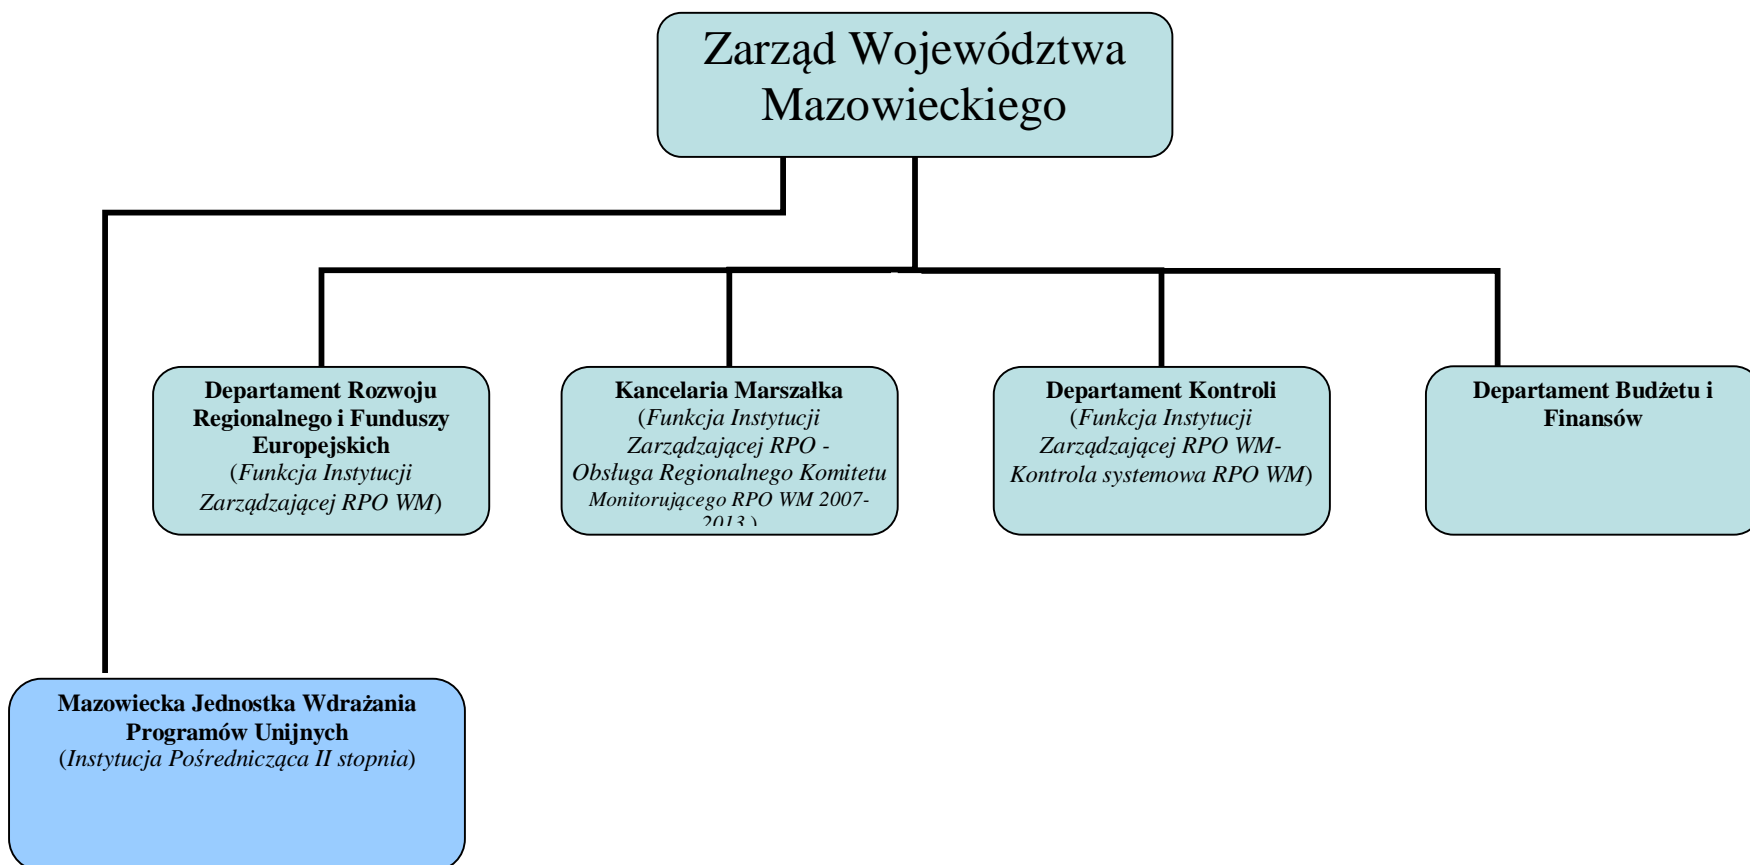 Zarząd Województwa
Mazowieckiego
Departament Rozwoju
Regionalnego i Funduszy
Europejskich
(Funkcja Instytucji
Zarządzającej RPO WM)
Kancelaria Marszałka
(Funkcja Instytucji
Zarządzającej RPO -
Obsługa Regionalnego Komitetu
Monitorującego RPO WM 2007-
2013 )
Departament Kontroli
(Funkcja Instytucji
Zarządzającej RPO WM-
Kontrola systemowa RPO WM)
Departament Budżetu i
Finansów
Mazowiecka Jednostka Wdrażania
Programów Unijnych
(Instytucja Pośrednicząca II stopnia)